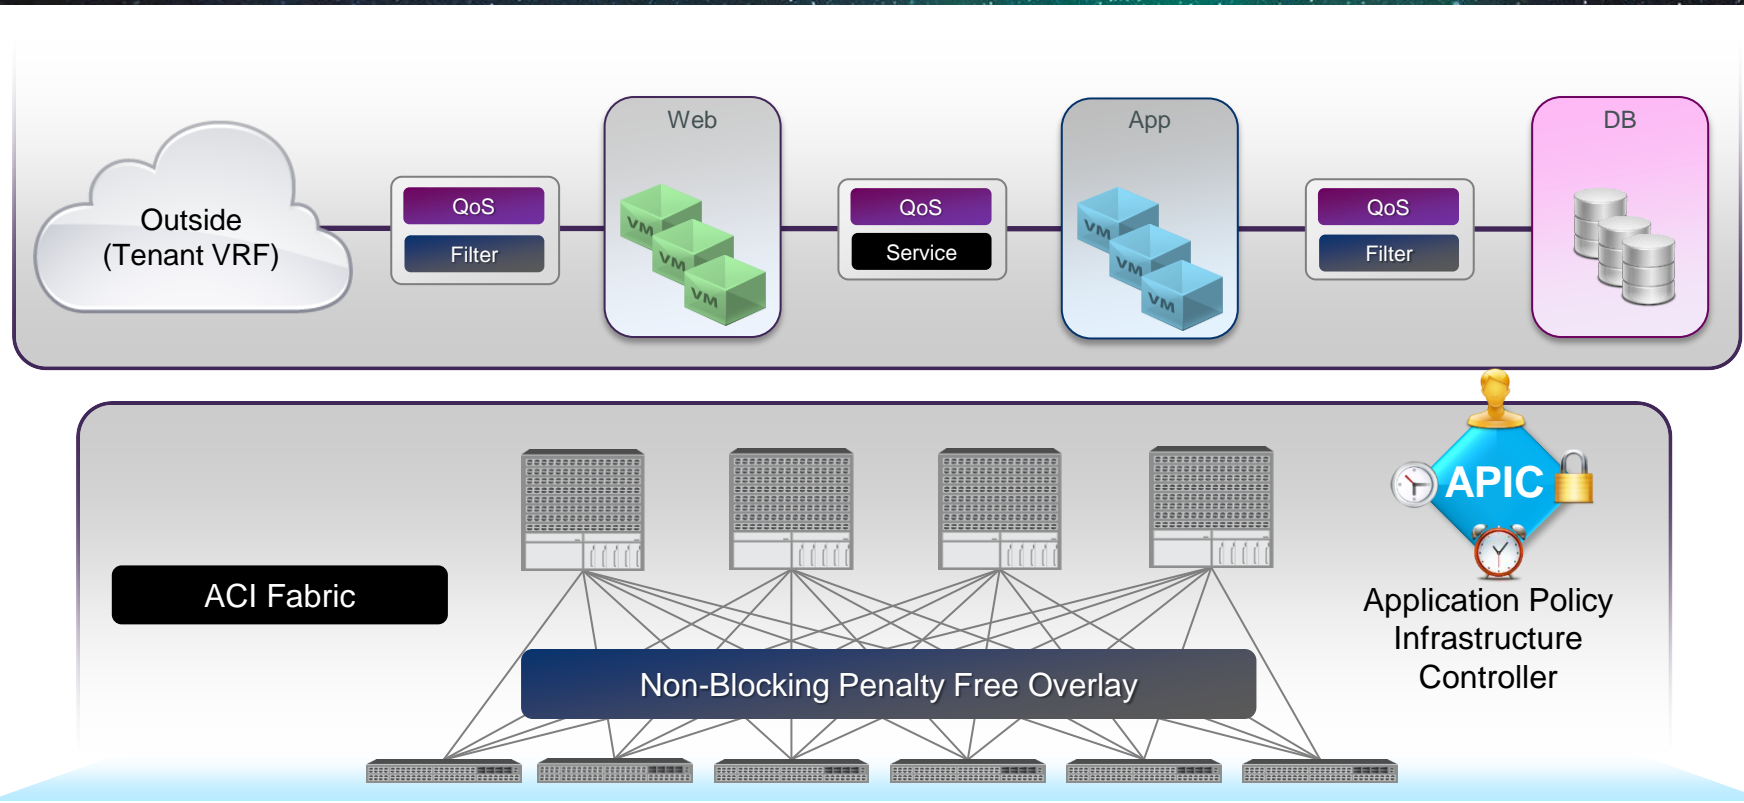 Web
App
DB
Outside
(Tenant VRF)
QoS
Filter
QoS
Service
QoS
Filter
VM
VM
VM
VM
VM
VM
APIC
ACI Fabric
Application Policy
Infrastructure
Controller
Non-Blocking Penalty Free Overlay